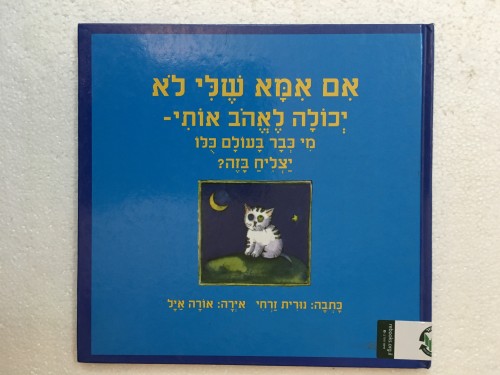 אִם אִמָּא שֶׁלִּי לֹא
יְכוֹלָה לֶאֱהֹב אוֹתִי-
מִי כְּבָר בָּעוֹלָם כֻּלּוֹ
יַצְלִיחַ בָּזֶה?
כָּתְבָה: נוּרִית זַרְחִי אִיְּרָה: אוֹרָה אַיָּל